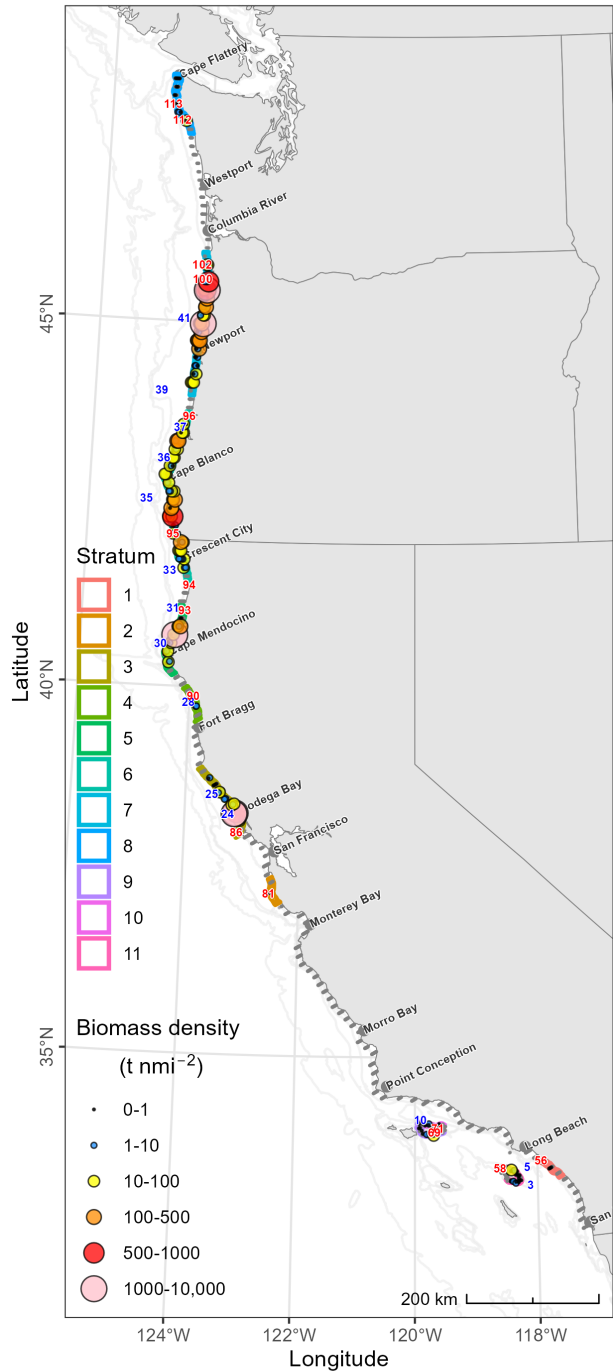 Cape Flattery
113
112
Westport
Columbia River
102
100
45°N
41
Newport
39
96
37
36
Cape Blanco
35
95
Crescent City
33
94
31
93
Cape Mendocino
30
40°N
90
28
Fort Bragg
25
Bodega Bay
24
86
San Francisco
81
Monterey Bay
Morro Bay
35°N
Point Conception
10
69
Long Beach
56
58
5
3
San
Latitude
Stratum
1
2
3
4
5
6
7
8
9
10
11
Biomass density
(t nmi⁻²)
0-1
1-10
10-100
100-500
500-1000
1000-10,000
200 km
124°W
122°W
120°W
118°W
Longitude